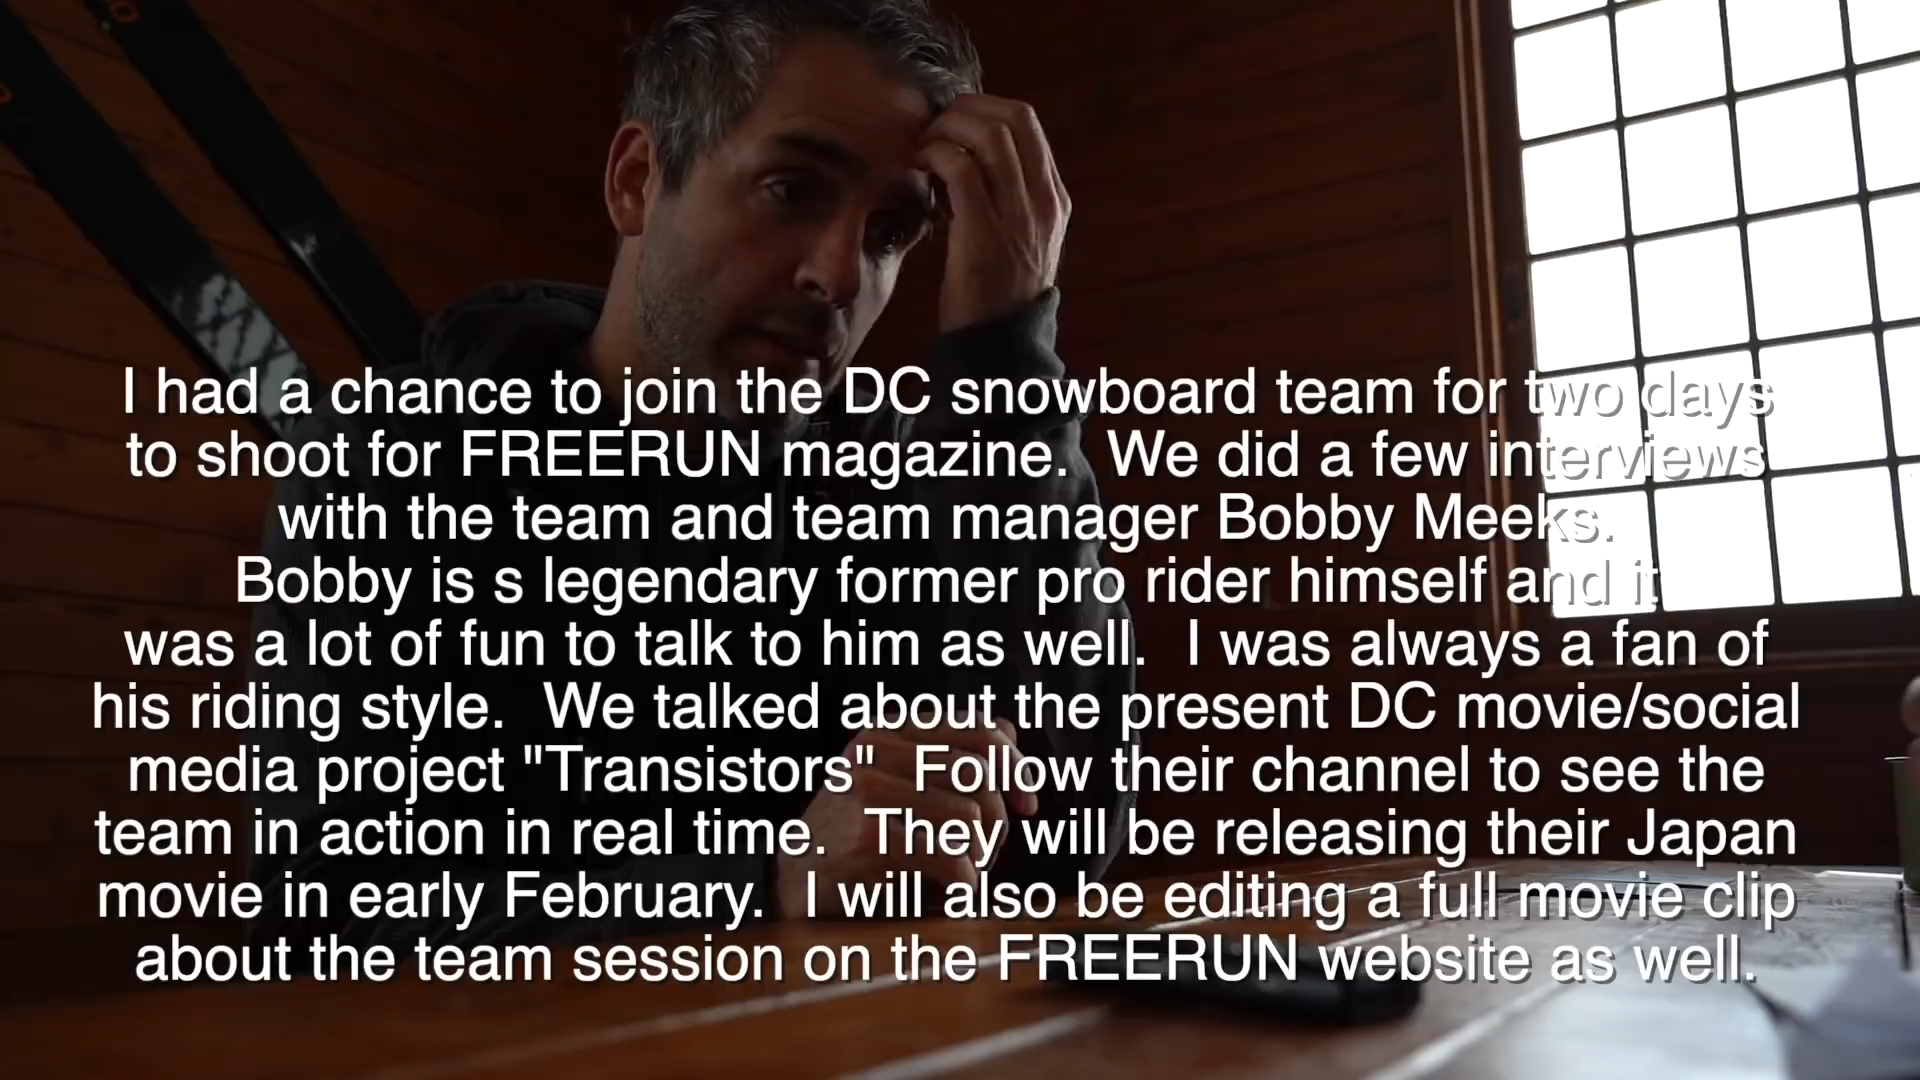 I had a chance to join the DC snowboard team for two days
to shoot for FREERUN magazine.  We did a few interviews
with the team and team manager Bobby Meeks.
Bobby is s legendary former pro rider himself and it
was a lot of fun to talk to him as well.  I was always a fan of
his riding style.  We talked about the present DC movie/social
media project "Transistors"  Follow their channel to see the
team in action in real time.  They will be releasing their Japan
movie in early February.  I will also be editing a full movie clip
about the team session on the FREERUN website as well.